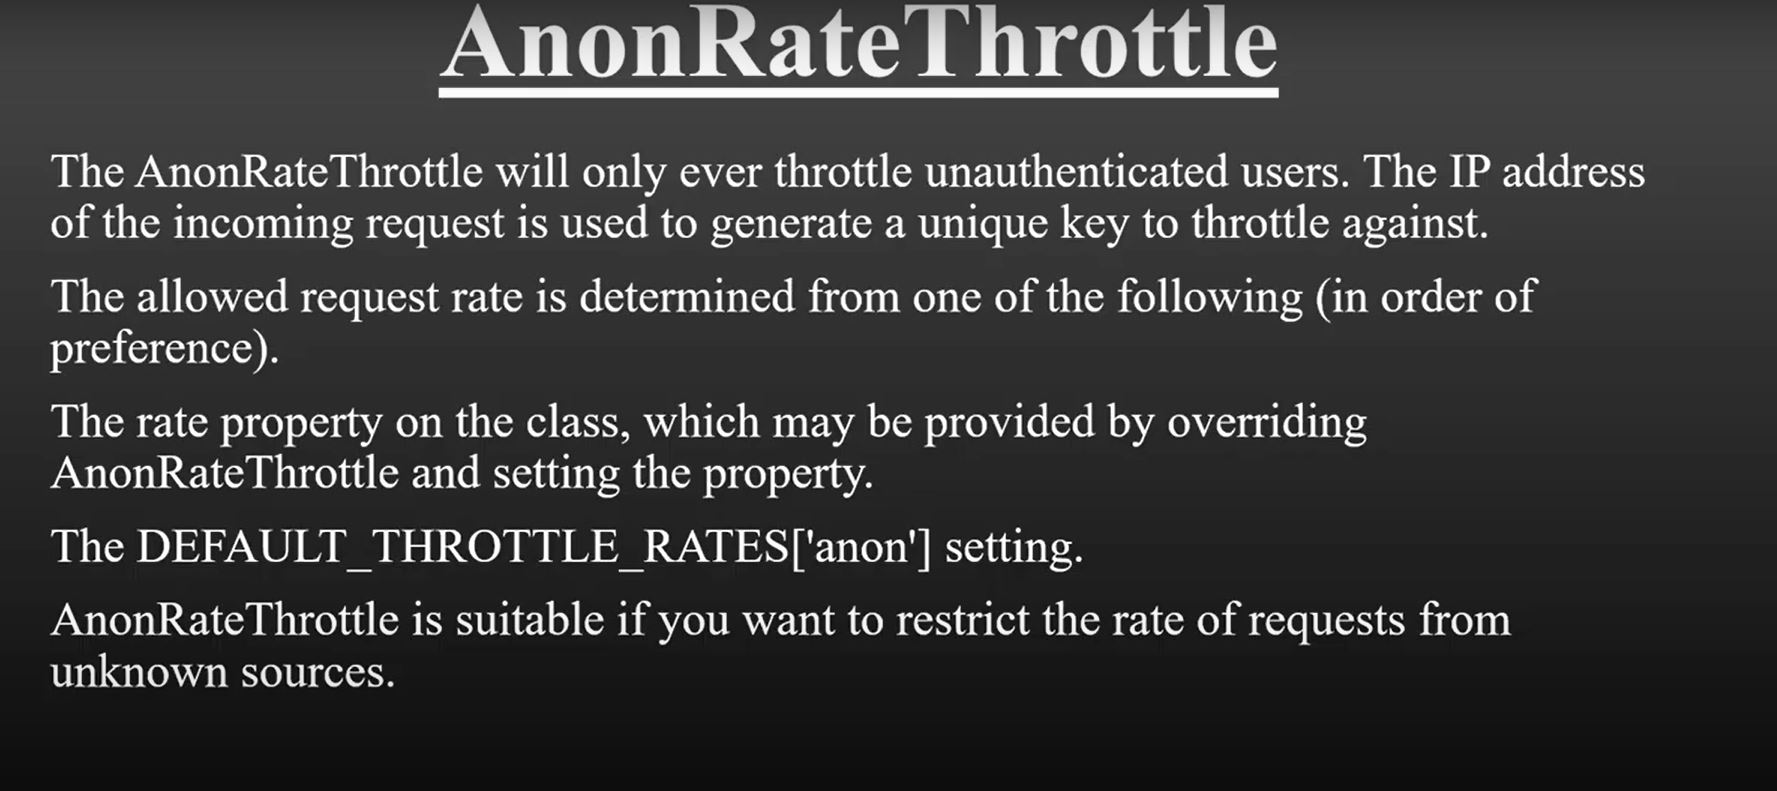 AnonRateThrottle
The AnonRateThrottle will only ever throttle unauthenticated users. The IP address
of the incoming request is used to generate a unique key to throttle against.
The allowed request rate is determined from one of the following (in order of
preference).
The rate property on the class, which may be provided by overriding
AnonRateThrottle and setting the property.
The DEFAULT_THROTTLE_RATES['anon'] setting.
AnonRateThrottle is suitable if you want to restrict the rate of requests from
unknown sources.